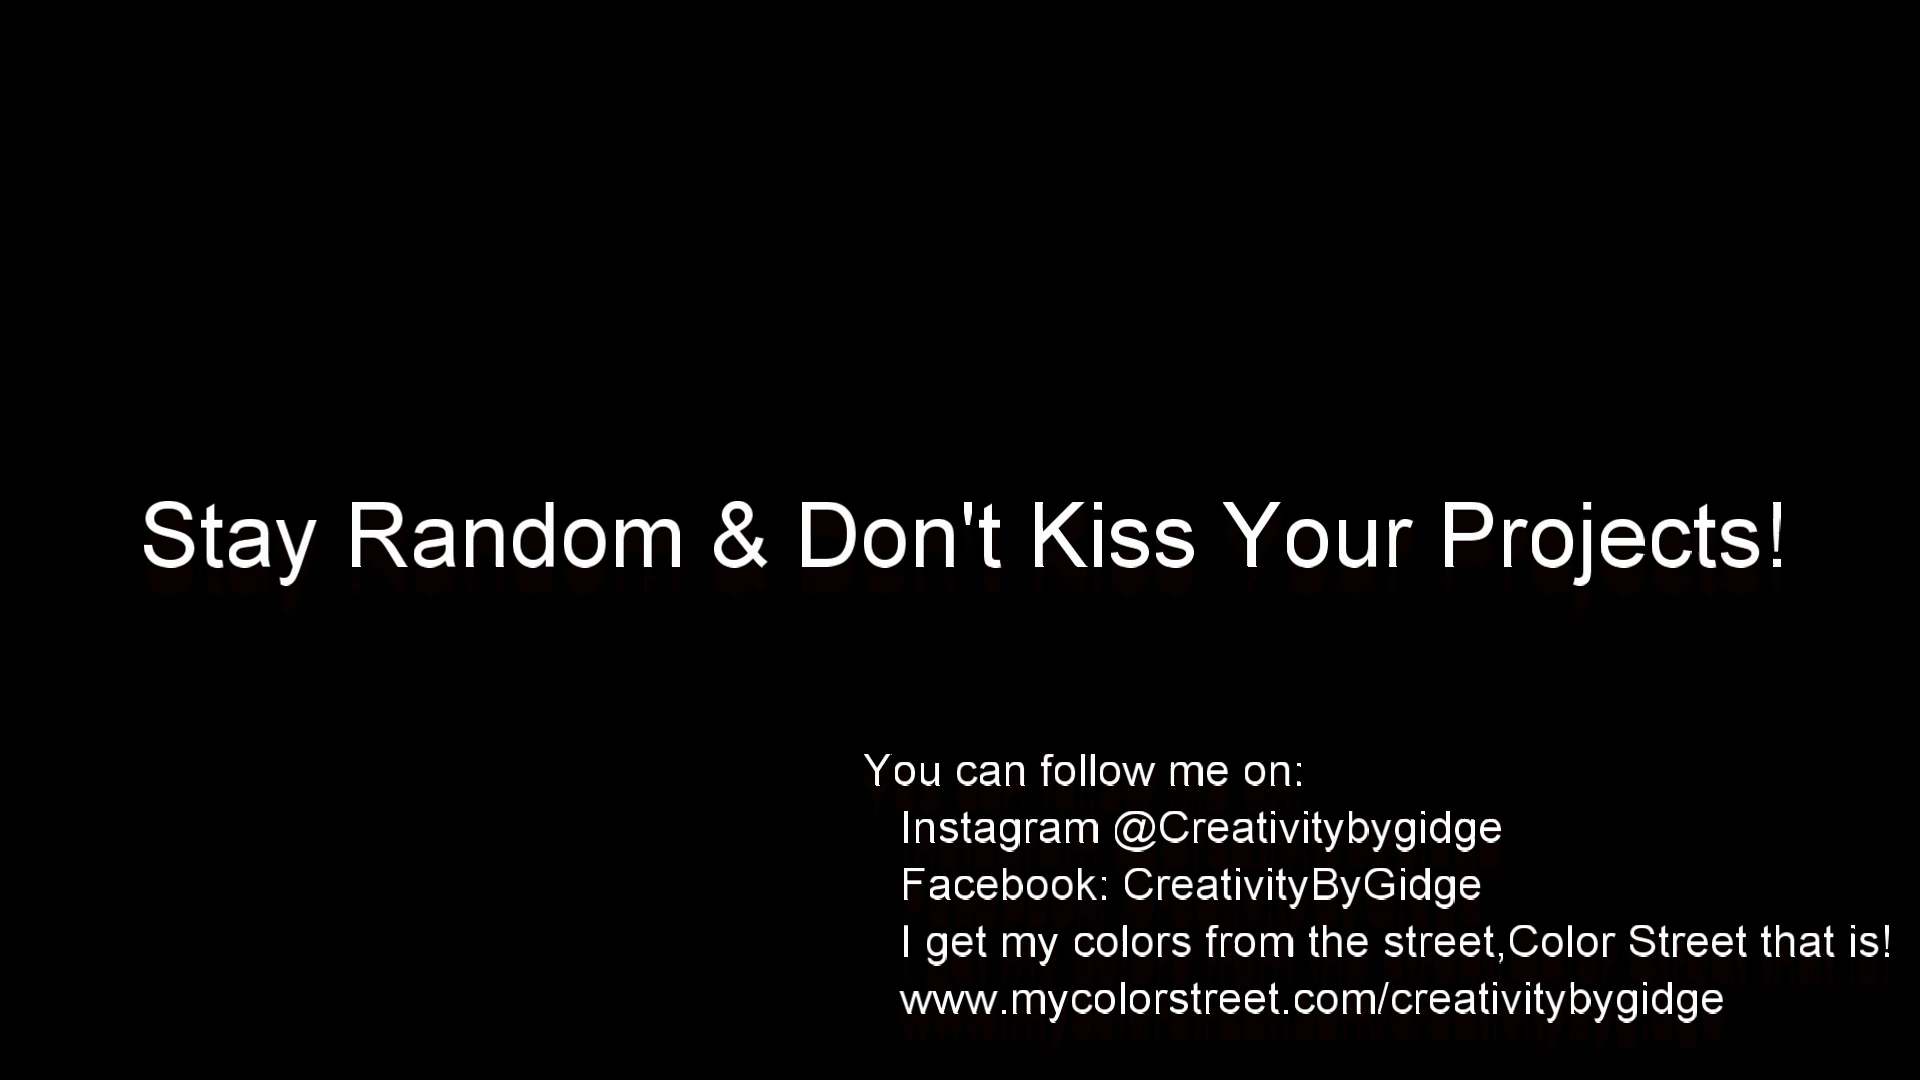 Stay Random & Don't Kiss Your Projects!
You can follow me on:
Instagram @Creativitybygidge
Facebook: CreativityByGidge
I get my colors from the street,Color Street that is!
www.mycolorstreet.com/creativitybygidge